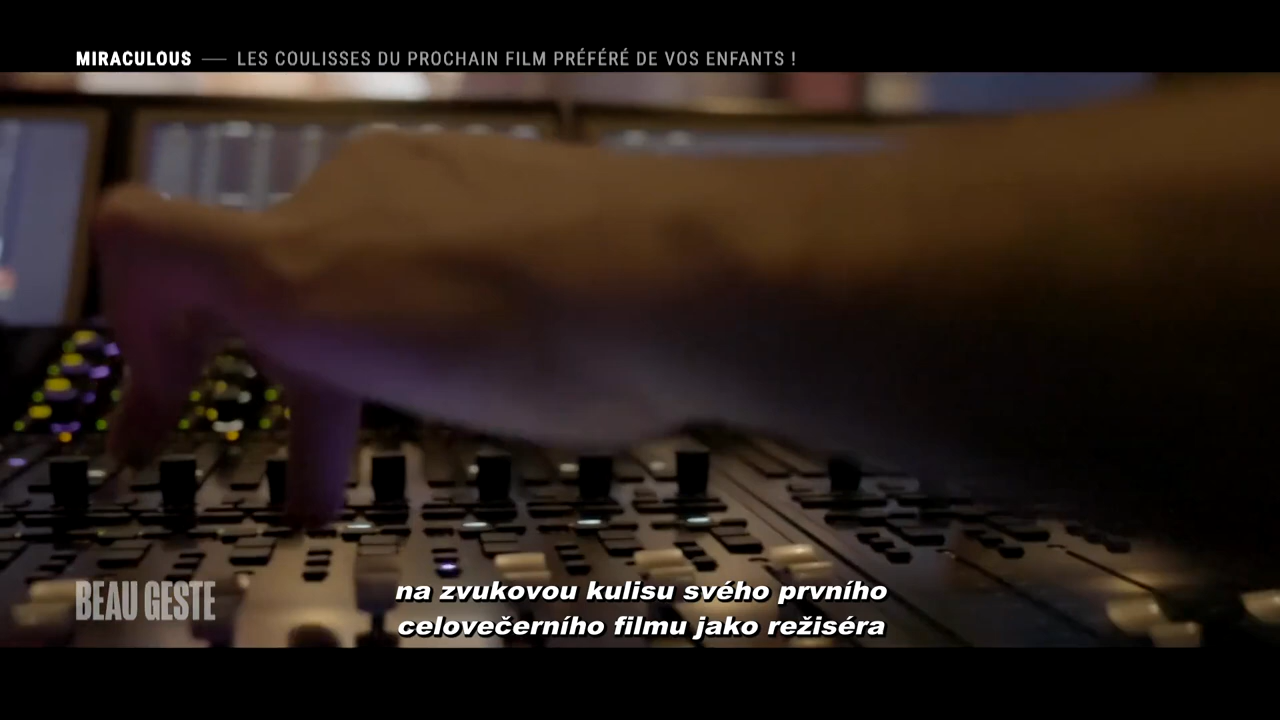 MIRACULOUS — LES COULISSES DU PROCHAIN FILM PRÉFÉRÉ DE VOS ENFANTS !
BEAU GESTE
na zvukovou kulisu svého prvního
celovečerního filmu jako režiséra